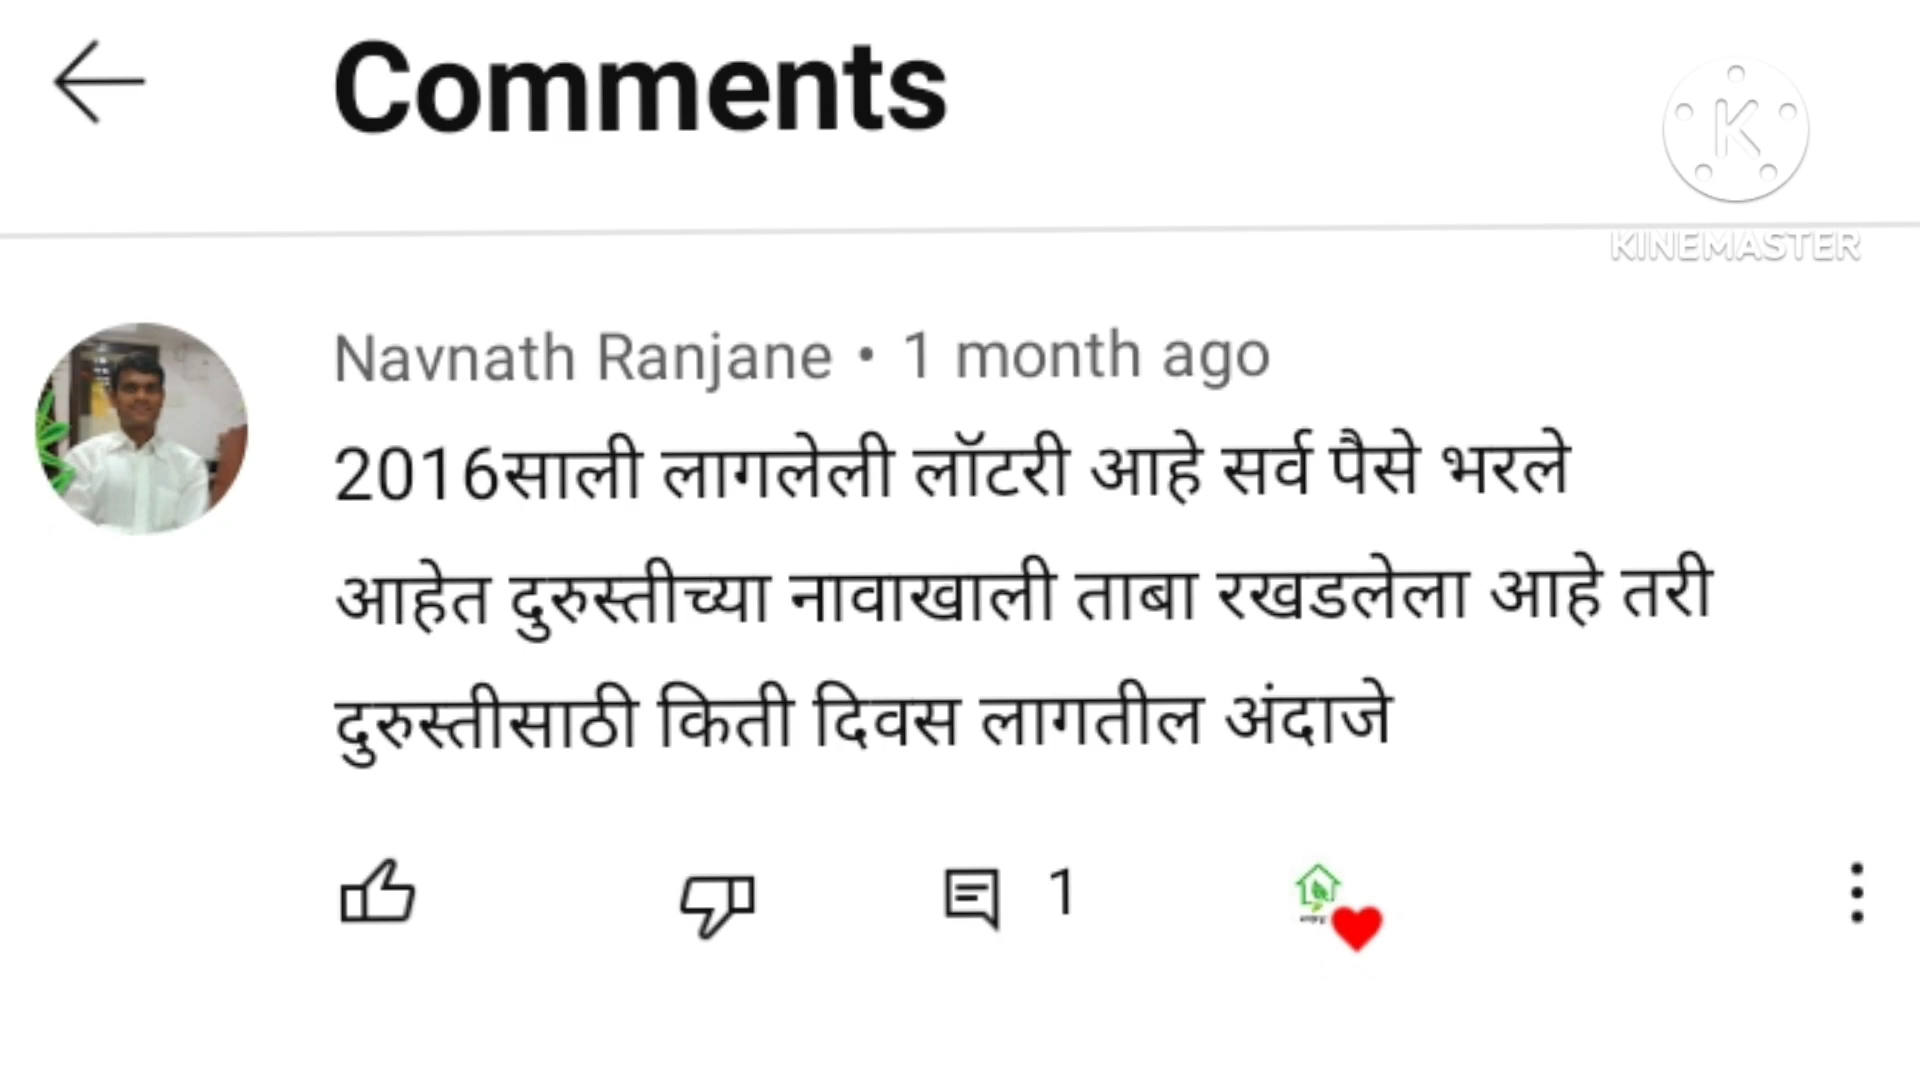 Comments
KINEMASTER
Navnath Ranjane • 1 month ago
2016साली लागलेली लॉटरी आहे सर्व पैसे भरले
आहेत दुरुस्तीच्या नावाखाली ताबा रखडलेला आहे तरी
दुरुस्तीसाठी किती दिवस लागतील अंदाजे
1